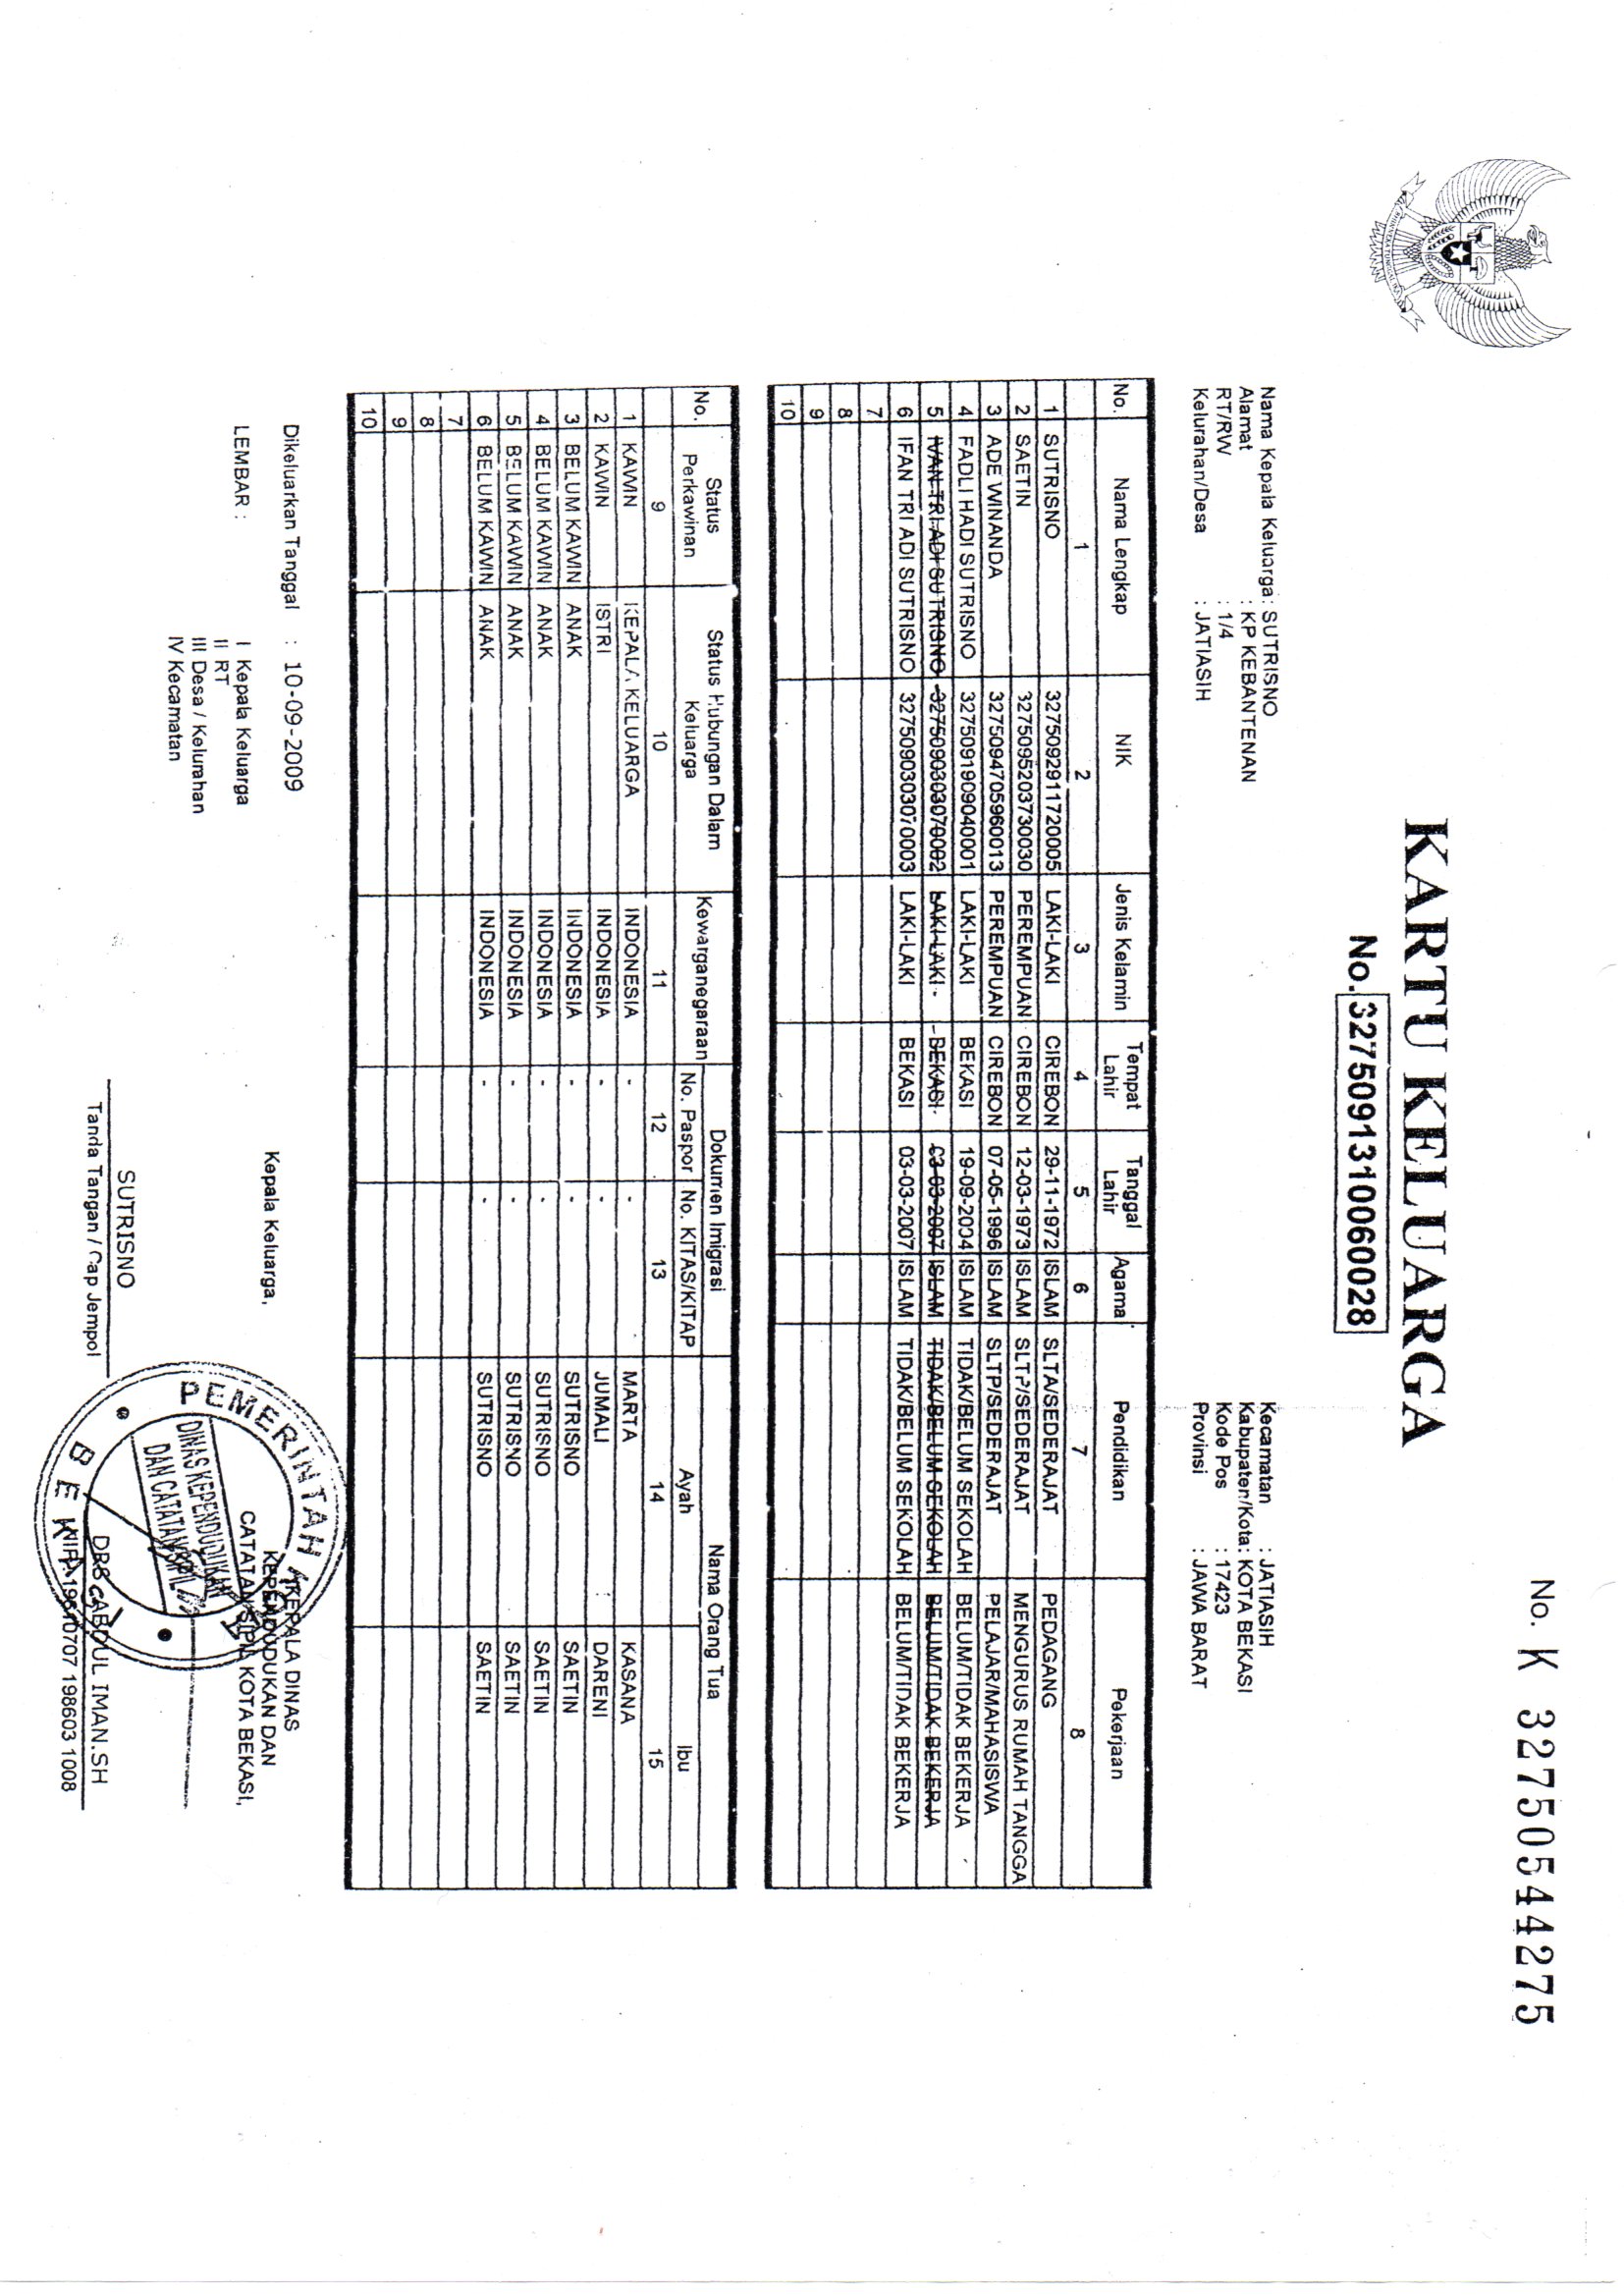 BHINNEKA TUNGGAL IKA
No. K 32750544275
KARTU KELUARGA
No. 3275091310060028
Nama Kepala Keluarga : SUTRISNO
Alamat : KP KEBANTENAN
RT/RW : 1/4
Kelurahan/Desa : JATIASIH
Kecamatan : JATIASIH
Kabupaten/Kota : KOTA BEKASI
Kode Pos : 17423
Provinsi : JAWA BARAT
No. Nama Lengkap NIK Jenis Kelamin Tempat Lahir Tanggal Lahir Agama Pendidikan Pekerjaan
1 2 3 4 5 6 7 8
1 SUTRISNO 3275092911720005 LAKI-LAKI CIREBON 29-11-1972 ISLAM SLTA/SEDERAJAT PEDAGANG
2 SAETIN 3275095203730030 PEREMPUAN CIREBON 12-03-1973 ISLAM SLTP/SEDERAJAT MENGURUS RUMAH TANGGA
3 ADE WINANDA 3275094705960013 PEREMPUAN CIREBON 07-05-1996 ISLAM SLTP/SEDERAJAT PELAJAR/MAHASISWA
4 FADLI HADI SUTRISNO 3275091909040001 LAKI-LAKI BEKASI 19-09-2004 ISLAM TIDAK/BELUM SEKOLAH BELUM/TIDAK BEKERJA
5 IVAN TRI ADI SUTRISNO 3275090303070002 LAKI-LAKI BEKASI 03-03-2007 ISLAM TIDAK/BELUM SEKOLAH BELUM/TIDAK BEKERJA
6 IFAN TRI ADI SUTRISNO 3275090303070003 LAKI-LAKI BEKASI 03-03-2007 ISLAM TIDAK/BELUM SEKOLAH BELUM/TIDAK BEKERJA
7
8
9
10
No. Status Perkawinan Status Hubungan Dalam Keluarga Kewarganegaraan Dokumen Imigrasi Nama Orang Tua
No. Paspor No. KITAS/KITAP Ayah Ibu
9 10 11 12 13 14 15
1 KAWIN KEPALA KELUARGA INDONESIA - - MARTA KASANA
2 KAWIN ISTRI INDONESIA - - JUMALI DARENI
3 BELUM KAWIN ANAK INDONESIA - - SUTRISNO SAETIN
4 BELUM KAWIN ANAK INDONESIA - - SUTRISNO SAETIN
5 BELUM KAWIN ANAK INDONESIA - - SUTRISNO SAETIN
6 BELUM KAWIN ANAK INDONESIA - - SUTRISNO SAETIN
7
8
9
10
Dikeluarkan Tanggal : 10-09-2009
LEMBAR : I Kepala Keluarga
II RT
III Desa / Kelurahan
IV Kecamatan
Kepala Keluarga,
SUTRISNO
Tanda Tangan / Cap Jempol
KEPALA DINAS
KEPENDUDUKAN DAN
CATATAN SIPIL KOTA BEKASI,
PEMERINTAH KOTA
DINAS KEPENDUDUKAN
DAN CATATAN SIPIL
BEKASI
DRS. ABDUL IMAN.SH
NIP. 19610707 198603 1008